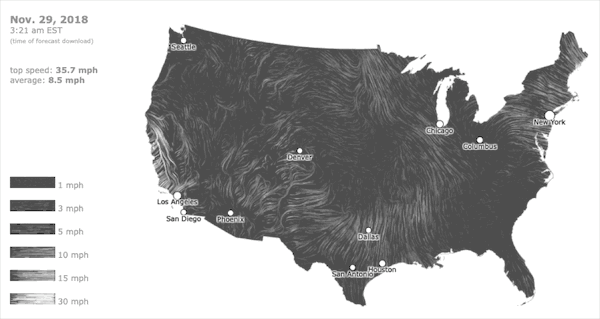 Nov. 29, 2018
3:21 am EST
(time of forecast download)
top speed: 35.7 mph
average: 8.5 mph
1 mph
3 mph
5 mph
10 mph
15 mph
30 mph
Seattle
Chicago
New York
Columbus
Denver
Los Angeles
San Diego
Phoenix
Dallas
San Antonio
Houston